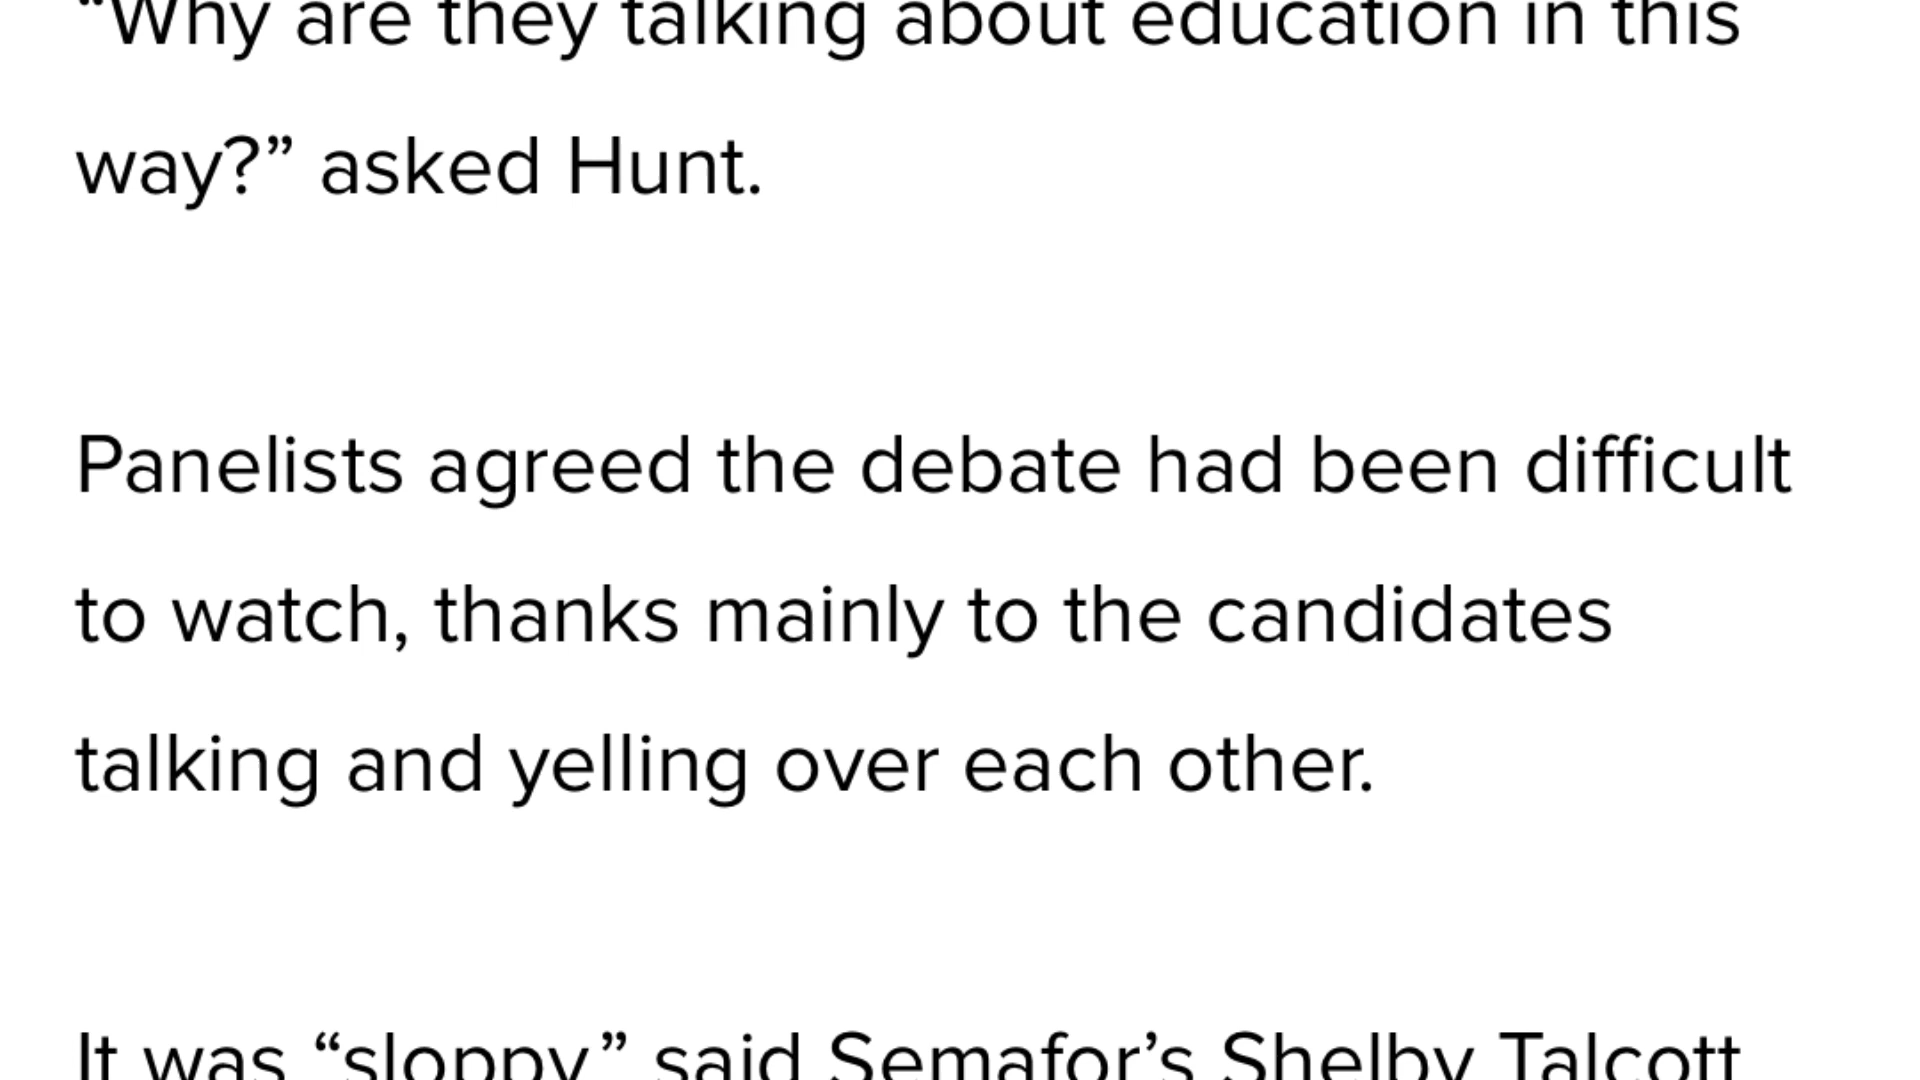 “Why are they talking about education in this
way?” asked Hunt.
Panelists agreed the debate had been difficult
to watch, thanks mainly to the candidates
talking and yelling over each other.
It was “sloppy” said Semafor’s Shelby Talcott